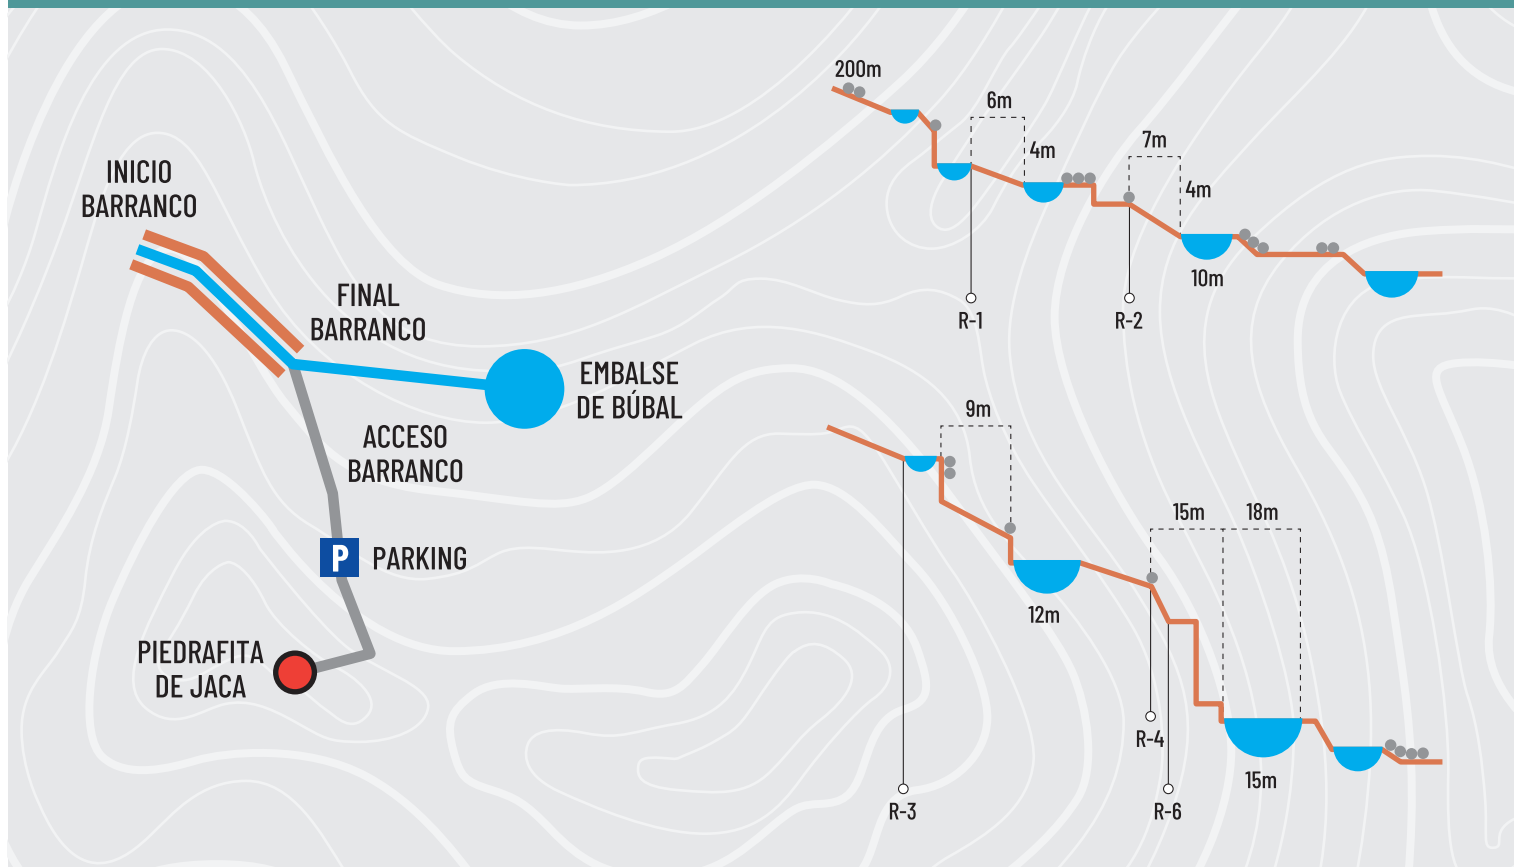 INICIO
BARRANCO
FINAL
BARRANCO
EMBALSE
DE BÚBAL
ACCESO
BARRANCO
P PARKING
PIEDRAFITA
DE JACA
200m
6m
4m
7m
4m
10m
R-1
R-2
9m
12m
15m
18m
R-4
15m
R-3
R-6